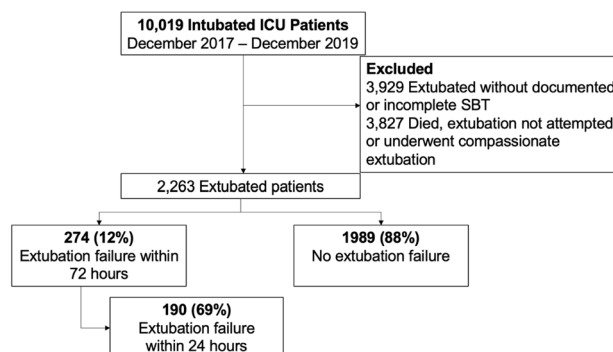 10,019 Intubated ICU Patients
December 2017 – December 2019
Excluded
3,929 Extubated without documented
or incomplete SBT
3,827 Died, extubation not attempted
or underwent compassionate
extubation
2,263 Extubated patients
274 (12%)
Extubation failure within
72 hours
1989 (88%)
No extubation failure
190 (69%)
Extubation failure
within 24 hours